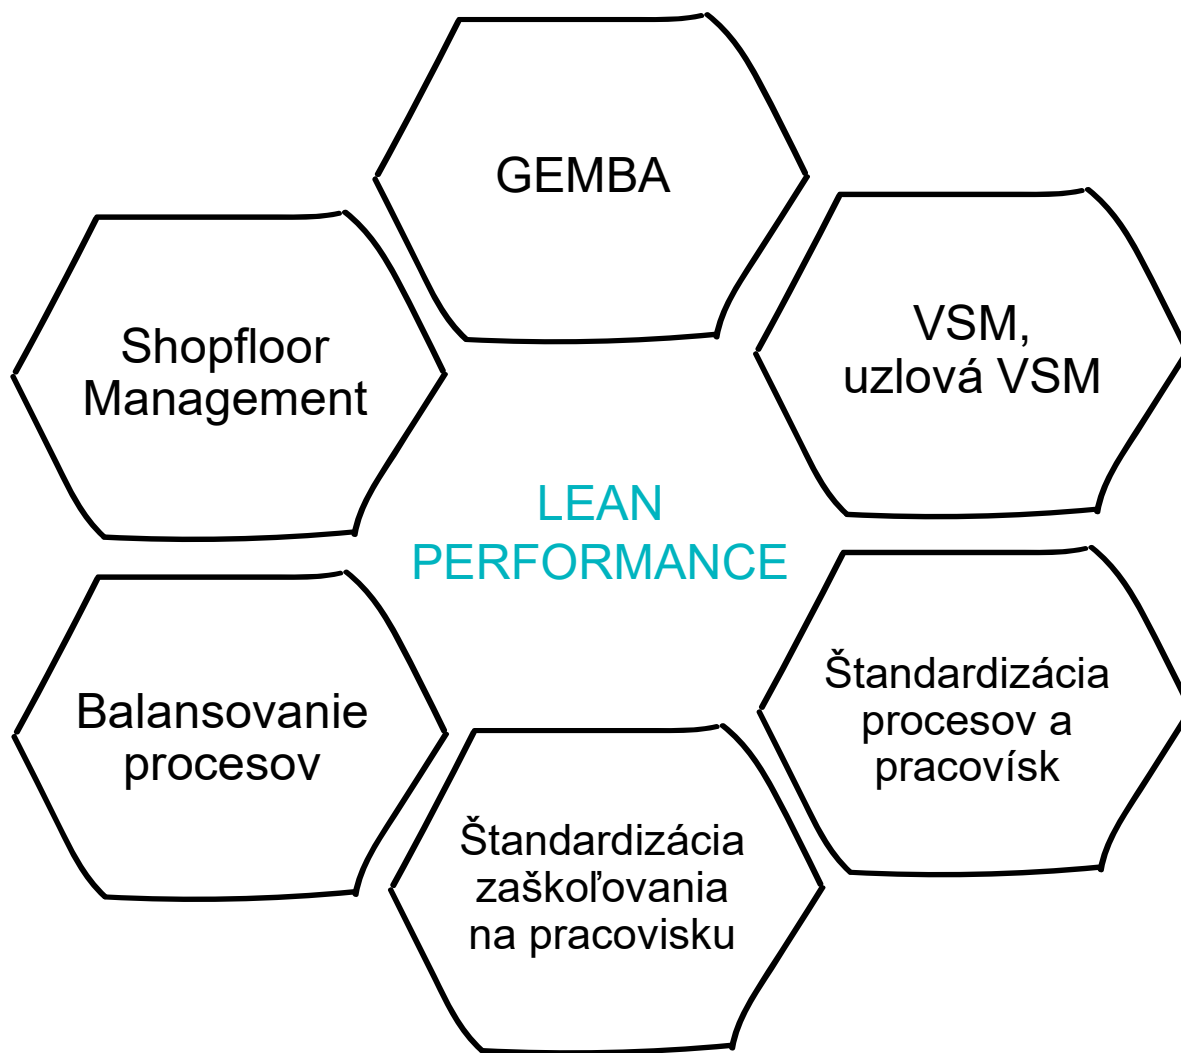 GEMBA
VSM,
uzlová VSM
Shopfloor
Management
LEAN
PERFORMANCE
Štandardizácia
procesov a
pracovísk
Balansovanie
procesov
Štandardizácia
zaškoľovania
na pracovisku